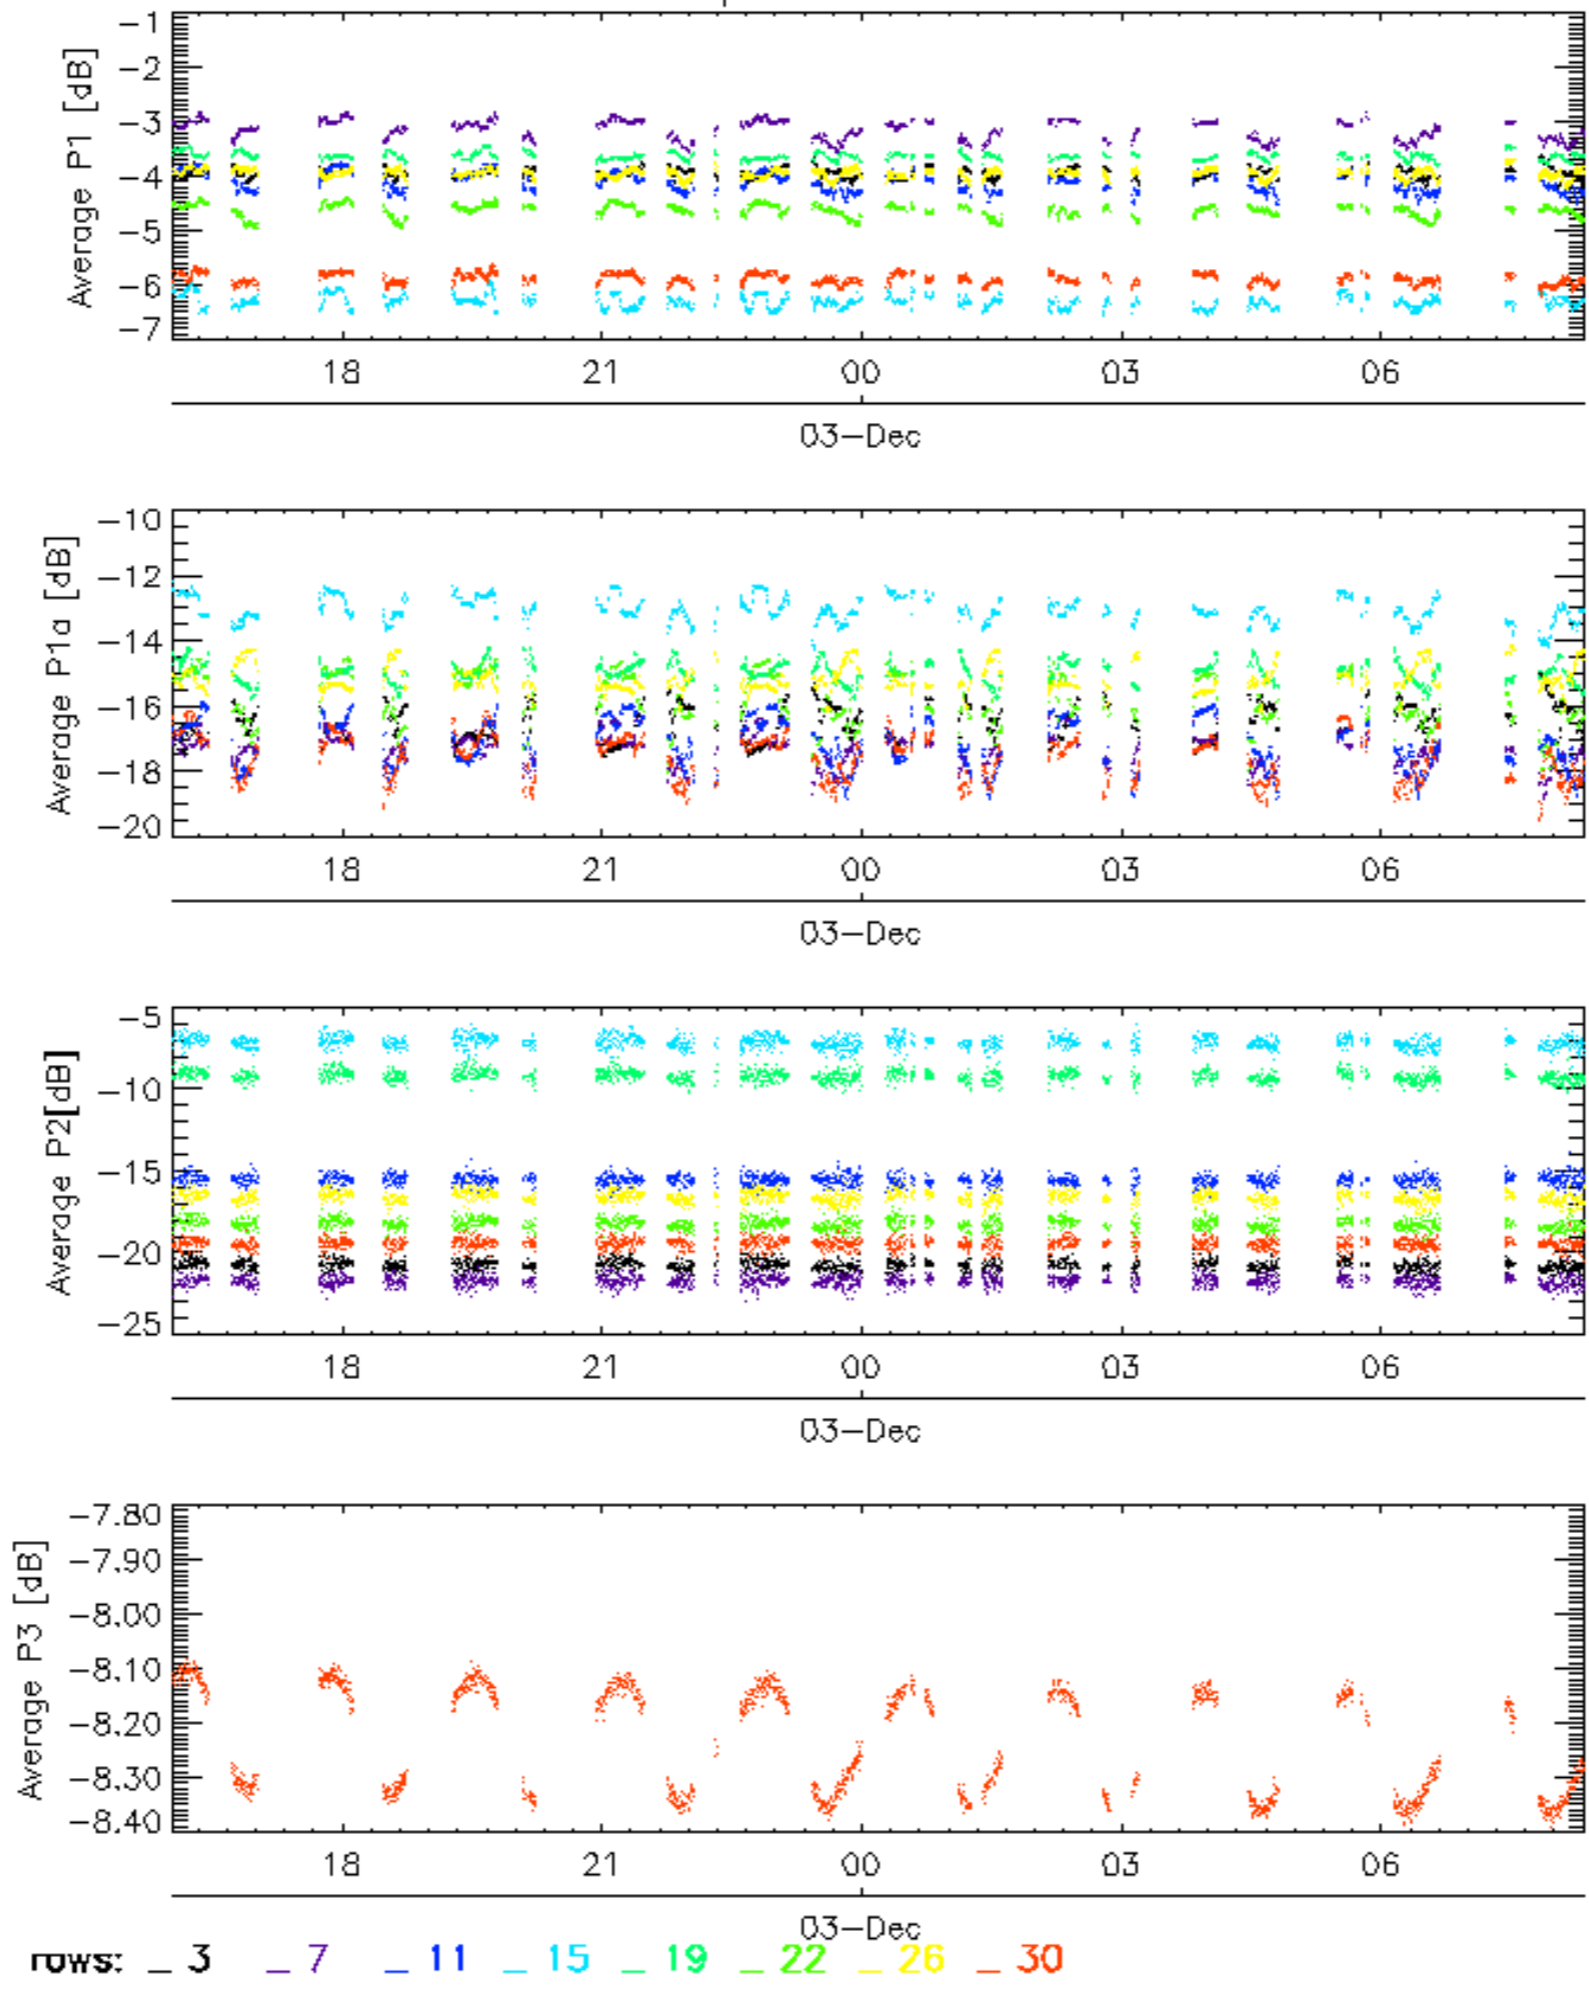 Average P1 [dB]
-1
-2
-3
-4
-5
-6
-7
18 21 00 03 06
03-Dec
Average P1a [dB]
-10
-12
-14
-16
-18
-20
18 21 00 03 06
03-Dec
Average P2[dB]
-5
-10
-15
-20
-25
18 21 00 03 06
03-Dec
Average P3 [dB]
-7.80
-7.90
-8.00
-8.10
-8.20
-8.30
-8.40
18 21 00 03 06
03-Dec
rows: _ 3 _ 7 _ 11 _ 15 _ 19 _ 22 _ 26 _ 30